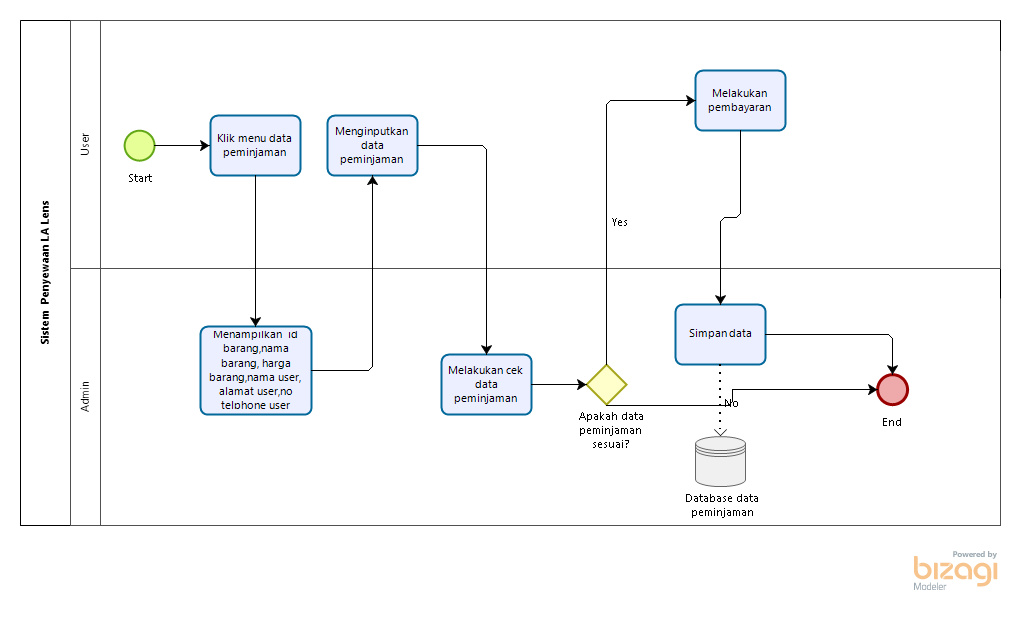 Sistem Penyewaan LA Lens
User
Start
Klik menu data
peminjaman
Menginputkan
data
peminjaman
Melakukan
pembayaran
Yes
Admin
Menampilkan id
barang,nama
barang, harga
barang,nama user,
alamat user,no
telphone user
Melakukan cek
data
peminjaman
Apakah data
peminjaman
sesuai?
Simpan data
No
End
Database data
peminjaman
Powered by
bizagi
Modeler